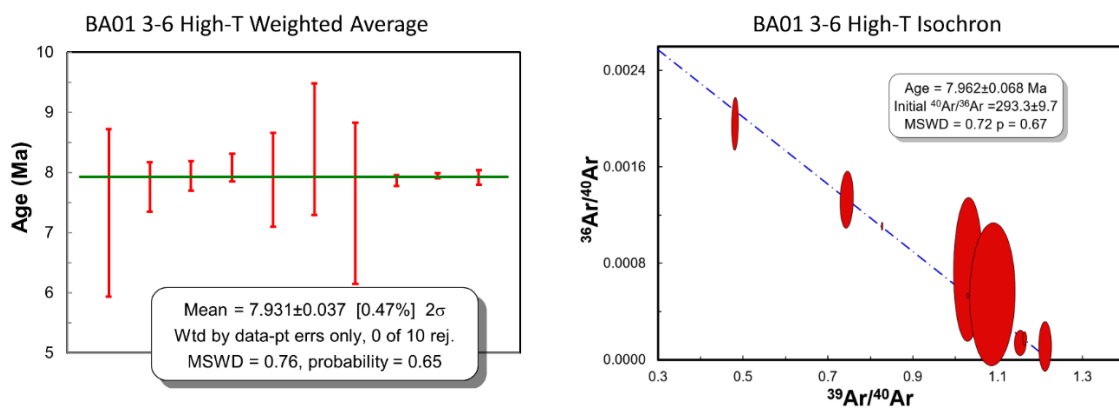 BA01 3-6 High-T Weighted Average
10
9
8
7
6
5
Age (Ma)
Mean = 7.931±0.037 [0.47%] 2σ
Wtd by data-pt errs only, 0 of 10 rej.
MSWD = 0.76, probability = 0.65
BA01 3-6 High-T Isochron
0.0024
0.0016
0.0008
0.0000
³⁶Ar/⁴⁰Ar
Age = 7.962±0.068 Ma
Initial ⁴⁰Ar/³⁶Ar =293.3±9.7
MSWD = 0.72 p = 0.67
0.3 0.5 0.7 0.9 1.1 1.3
³⁹Ar/⁴⁰Ar